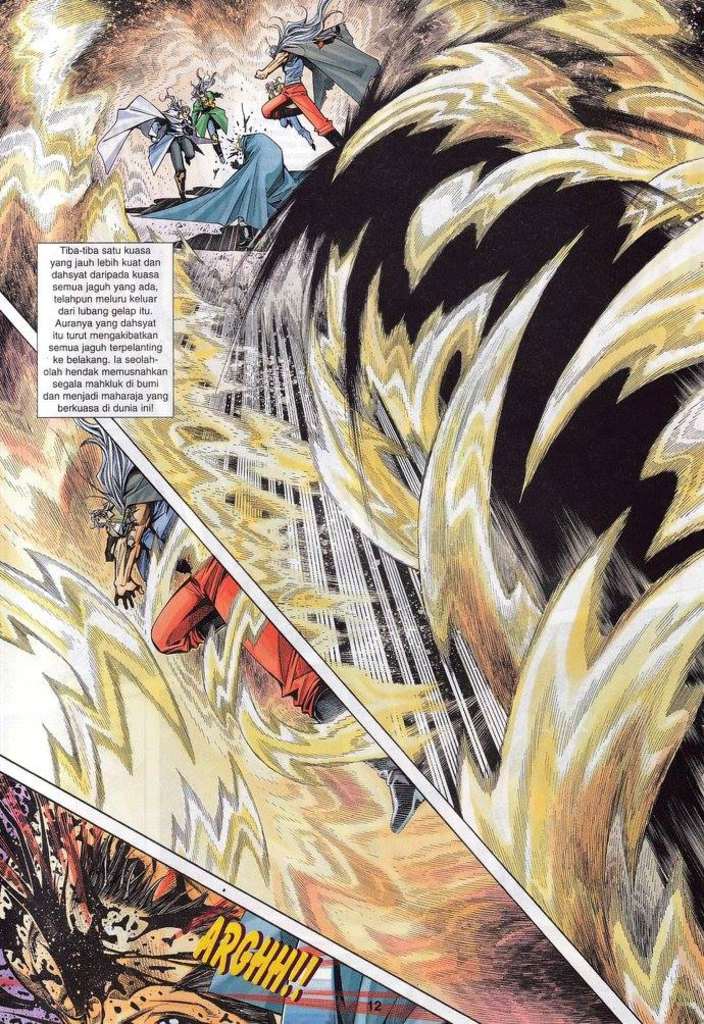 Tiba-tiba satu kuasa
yang jauh lebih kuat dan
dahsyat daripada kuasa
semua jaguh yang ada,
telahpun meluru keluar
dari lubang gelap itu.
Auranya yang dahsyat
itu turut mengakibatkan
semua jaguh terpelanting
ke belakang. Ia seolah-
olah hendak memusnahkan
segala mahkluk di bumi
dan menjadi maharaja yang
berkuasa di dunia ini!
ARGHH!!
12